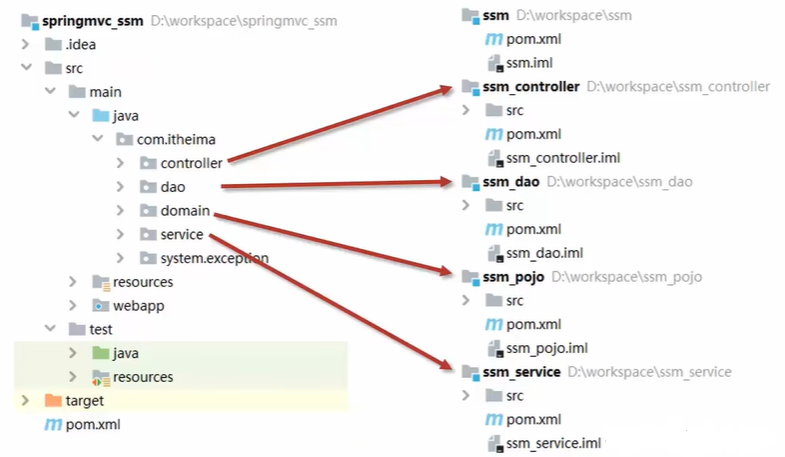 springmvc_ssm D:\workspace\springmvc_ssm
.idea
src
main
java
com.itheima
controller
dao
domain
service
system.exception
resources
webapp
test
java
resources
target
pom.xml
ssm D:\workspace\ssm
pom.xml
ssm.iml
ssm_controller D:\workspace\ssm_controller
src
pom.xml
ssm_controller.iml
ssm_dao D:\workspace\ssm_dao
src
pom.xml
ssm_dao.iml
ssm_pojo D:\workspace\ssm_pojo
src
pom.xml
ssm_pojo.iml
ssm_service D:\workspace\ssm_service
src
pom.xml
ssm_service.iml